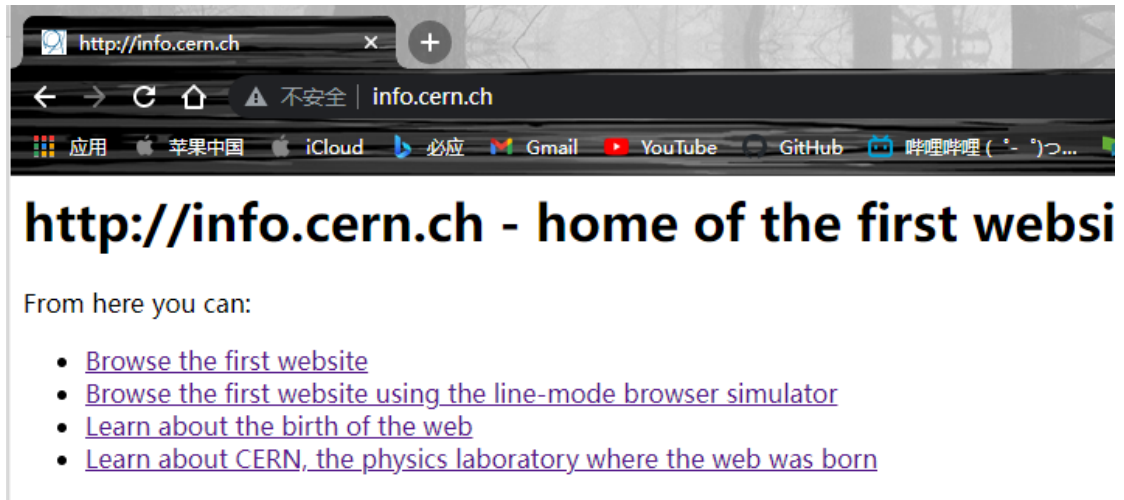 http://info.cern.ch
不安全 info.cern.ch
应用 苹果中国 iCloud 必应 Gmail YouTube GitHub 哔哩哔哩 ( ゜- ゜)つ...
http://info.cern.ch - home of the first websi
From here you can:
Browse the first website
Browse the first website using the line-mode browser simulator
Learn about the birth of the web
Learn about CERN, the physics laboratory where the web was born